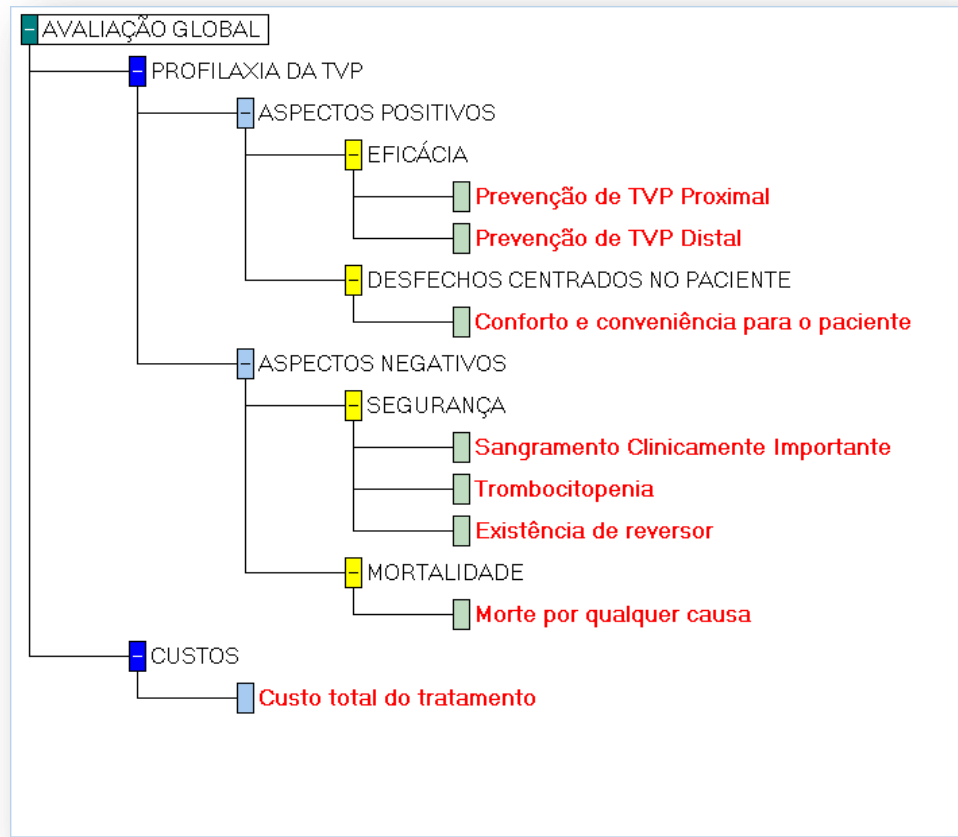 AVALIAÇÃO GLOBAL
PROFILAXIA DA TVP
ASPECTOS POSITIVOS
EFICÁCIA
Prevenção de TVP Proximal
Prevenção de TVP Distal
DESFECHOS CENTRADOS NO PACIENTE
Conforto e conveniência para o paciente
ASPECTOS NEGATIVOS
SEGURANÇA
Sangramento Clinicamente Importante
Trombocitopenia
Existência de reversor
MORTALIDADE
Morte por qualquer causa
CUSTOS
Custo total do tratamento